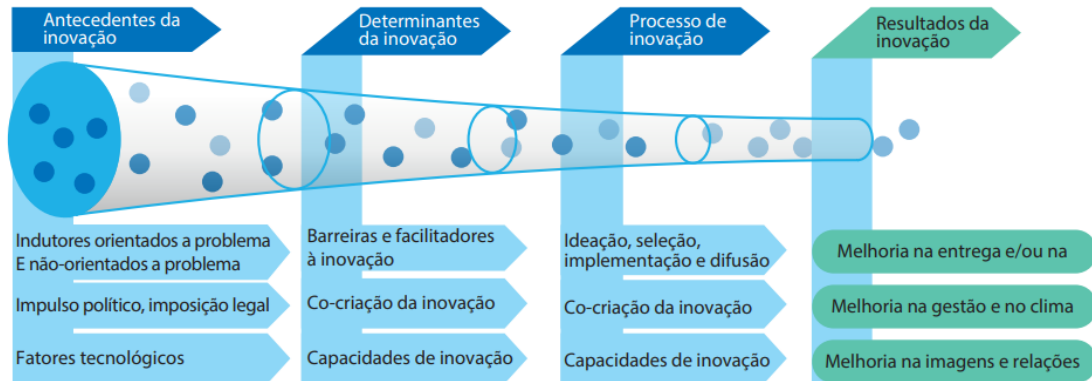 Antecedentes da
inovação
Determinantes
da inovação
Processo de
inovação
Resultados da
inovação
Indutores orientados a problema
E não-orientados a problema
Barreiras e facilitadores
à inovação
Ideação, seleção,
implementação e difusão
Melhoria na entrega e/ou na
Impulso político, imposição legal
Co-criação da inovação
Co-criação da inovação
Melhoria na gestão e no clima
Fatores tecnológicos
Capacidades de inovação
Capacidades de inovação
Melhoria na imagens e relações